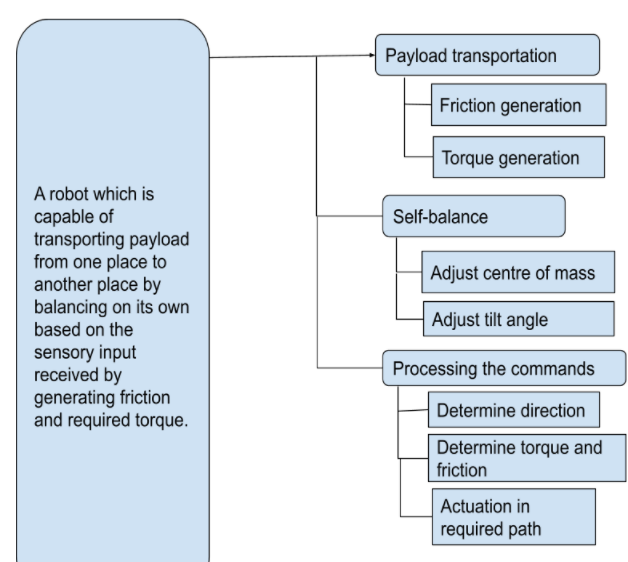 A robot which is
capable of
transporting payload
from one place to
another place by
balancing on its own
based on the
sensory input
received by
generating friction
and required torque.
Payload transportation
Friction generation
Torque generation
Self-balance
Adjust centre of mass
Adjust tilt angle
Processing the commands
Determine direction
Determine torque and
friction
Actuation in
required path